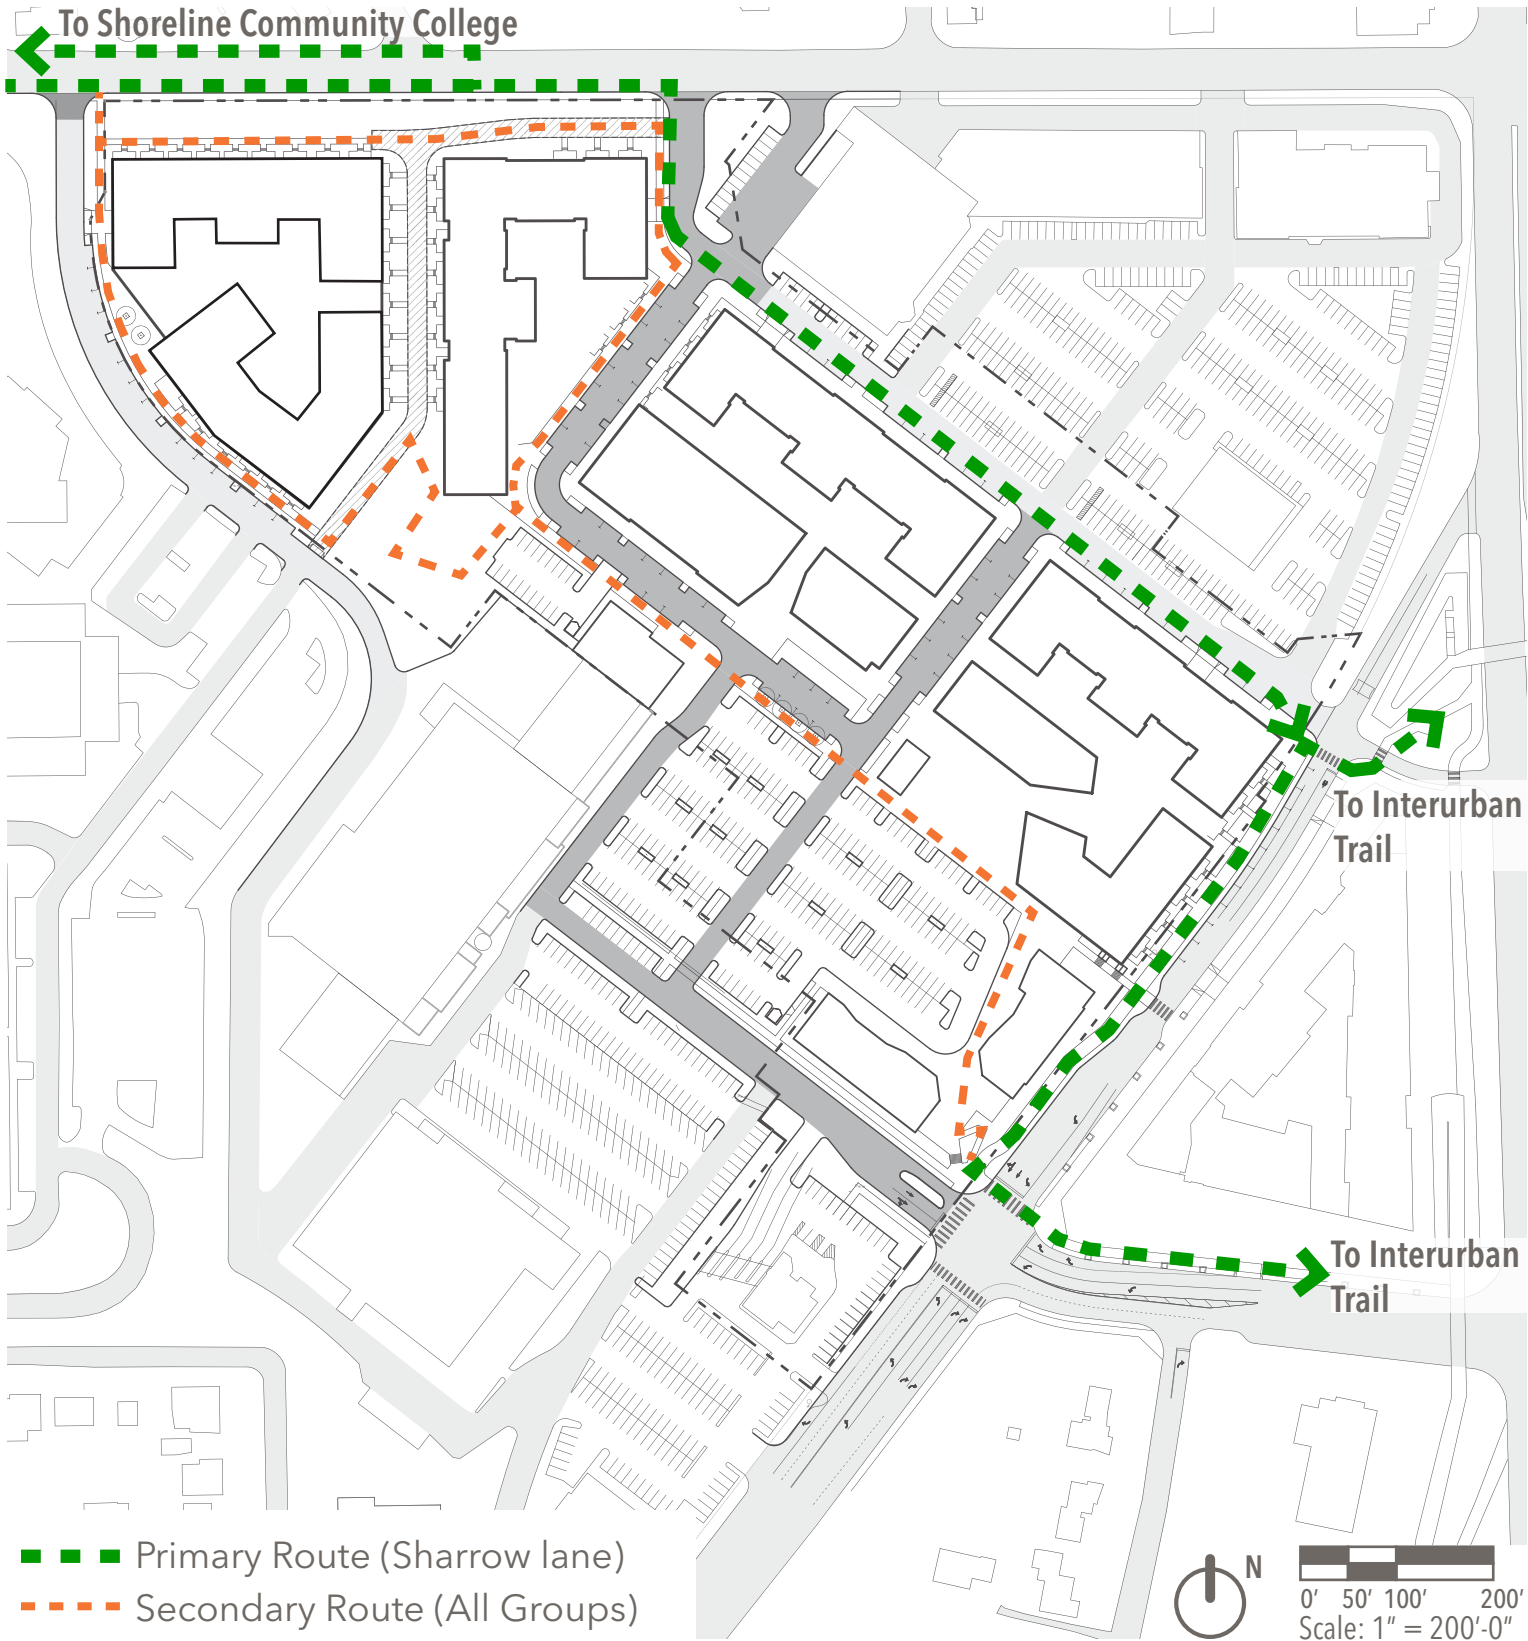 To Shoreline Community College
To Interurban
Trail
To Interurban
Trail
Primary Route (Sharrow lane)
Secondary Route (All Groups)
N
0' 50' 100' 200'
Scale: 1" = 200'-0"